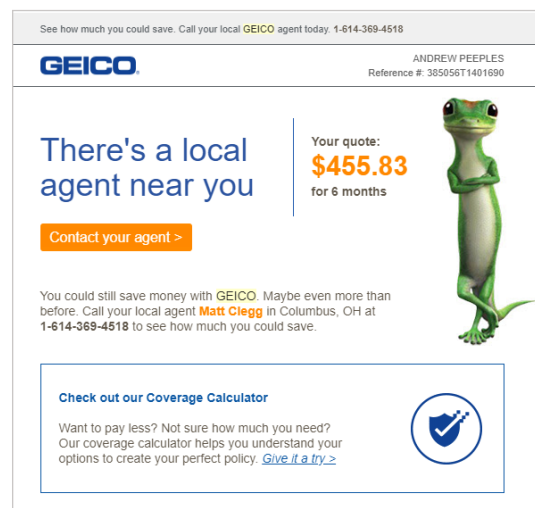 See how much you could save. Call your local GEICO agent today. 1-614-369-4518
GEICO.
ANDREW PEEPLES
Reference #: 385056T1401690
There's a local
agent near you
Your quote:
$455.83
for 6 months
Contact your agent >
You could still save money with GEICO. Maybe even more than
before. Call your local agent Matt Clegg in Columbus, OH at
1-614-369-4518 to see how much you could save.
Check out our Coverage Calculator
Want to pay less? Not sure how much you need?
Our coverage calculator helps you understand your
options to create your perfect policy. Give it a try >